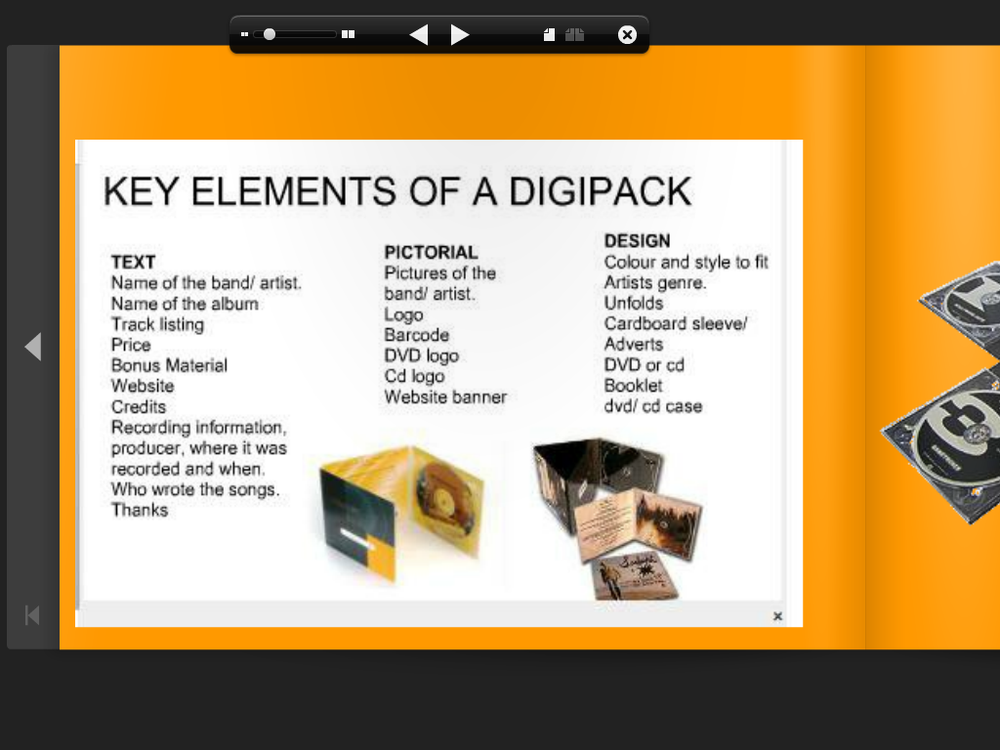 KEY ELEMENTS OF A DIGIPACK
TEXT
Name of the band/ artist.
Name of the album
Track listing
Price
Bonus Material
Website
Credits
Recording information,
producer, where it was
recorded and when.
Who wrote the songs.
Thanks
PICTORIAL
Pictures of the
band/ artist.
Logo
Barcode
DVD logo
Cd logo
Website banner
DESIGN
Colour and style to fit
Artists genre.
Unfolds
Cardboard sleeve/
Adverts
DVD or cd
Booklet
dvd/ cd case